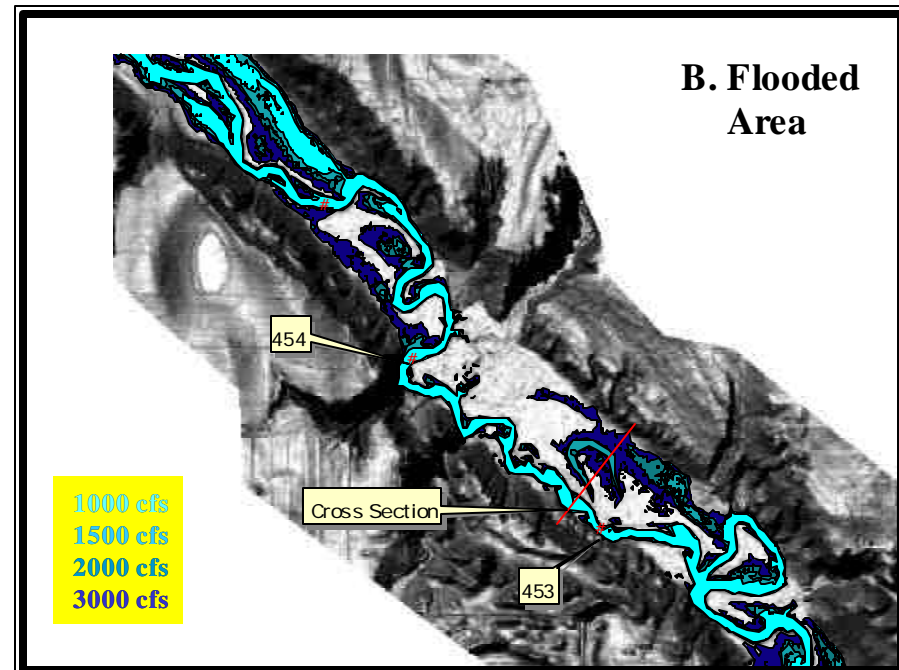 B. Flooded
Area
#
454
#
1000 cfs
1500 cfs
2000 cfs
3000 cfs
Cross Section
#
453